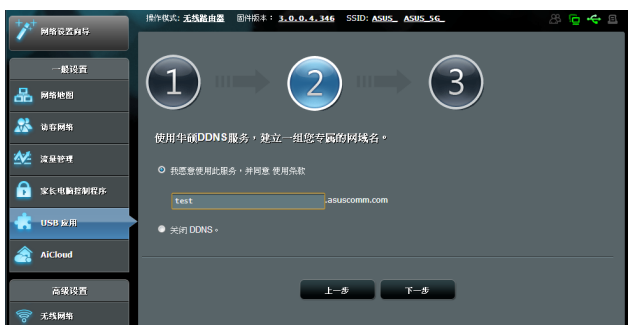 网络设置向导
操作模式: 无线路由器 固件版本: 3.0.0.4.346 SSID: ASUS_ ASUS_5G_
一般设置
网络地图
访客网络
流量管理
家长电脑控制程序
USB 应用
AiCloud
高级设置
无线网络
1 2 3
使用华硕DDNS服务,建立一组您专属的网域名。
我愿意使用此服务,并同意 使用条款
test .asuscomm.com
关闭 DDNS。
上一步 下一步